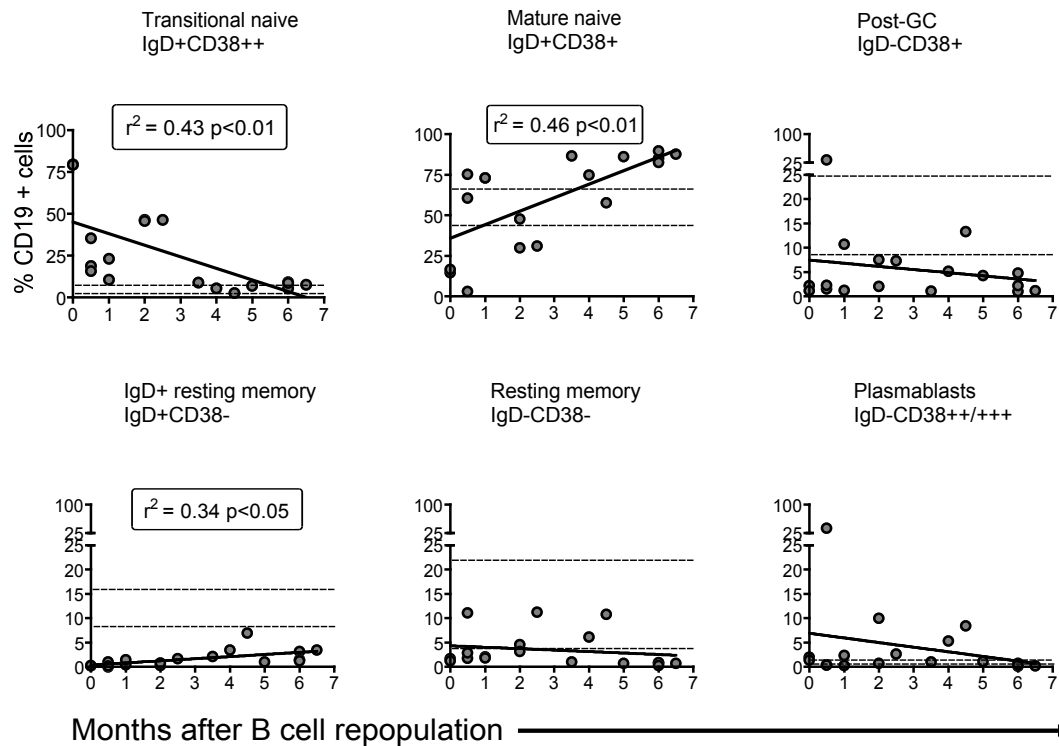 Transitional naive
IgD+CD38++
Mature naive
IgD+CD38+
Post-GC
IgD-CD38+
% CD19 + cells
r² = 0.43 p<0.01
100
75
50
25
0
0 1 2 3 4 5 6 7
r² = 0.46 p<0.01
100
75
50
25
0
0 1 2 3 4 5 6 7
100
25
25
20
15
10
5
0
0 1 2 3 4 5 6 7
IgD+ resting memory
IgD+CD38-
Resting memory
IgD-CD38-
Plasmablasts
IgD-CD38++/+++
r² = 0.34 p<0.05
100
25
25
20
15
10
5
0
0 1 2 3 4 5 6 7
100
25
25
20
15
10
5
0
0 1 2 3 4 5 6 7
100
25
25
20
15
10
5
0
0 1 2 3 4 5 6 7
Months after B cell repopulation